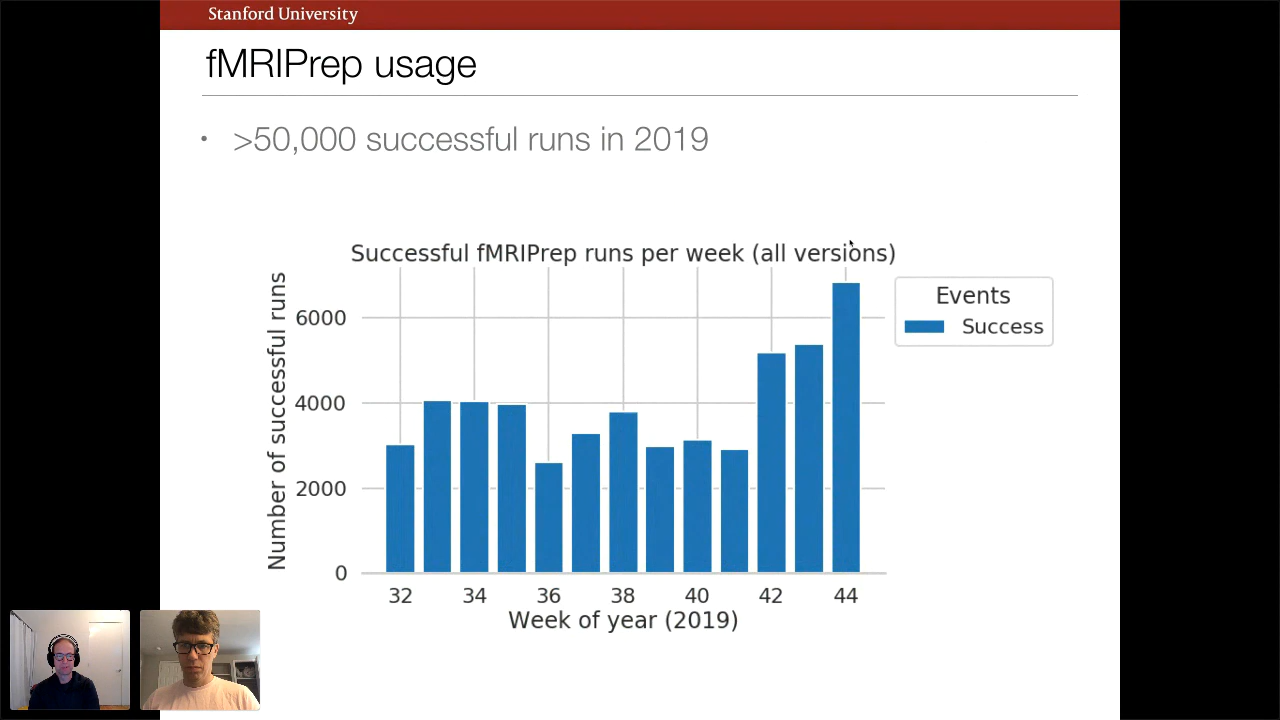 Stanford University
fMRIPrep usage
• >50,000 successful runs in 2019
Successful fMRIPrep runs per week (all versions)
Number of successful runs
6000
4000
2000
0
Events
Success
32 34 36 38 40 42 44
Week of year (2019)